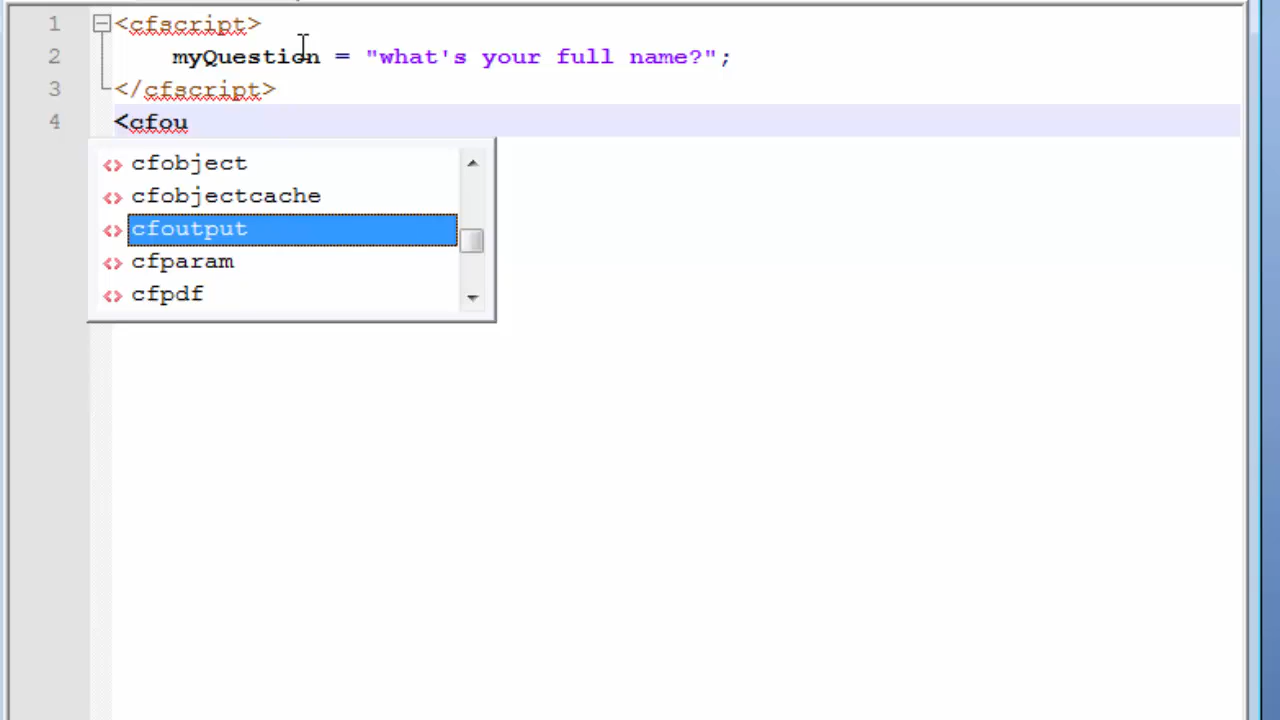 1 <cfscript>
2 myQuestion = "what's your full name?";
3 </cfscript>
4 <cfou
cfobject
cfobjectcache
cfoutput
cfparam
cfpdf